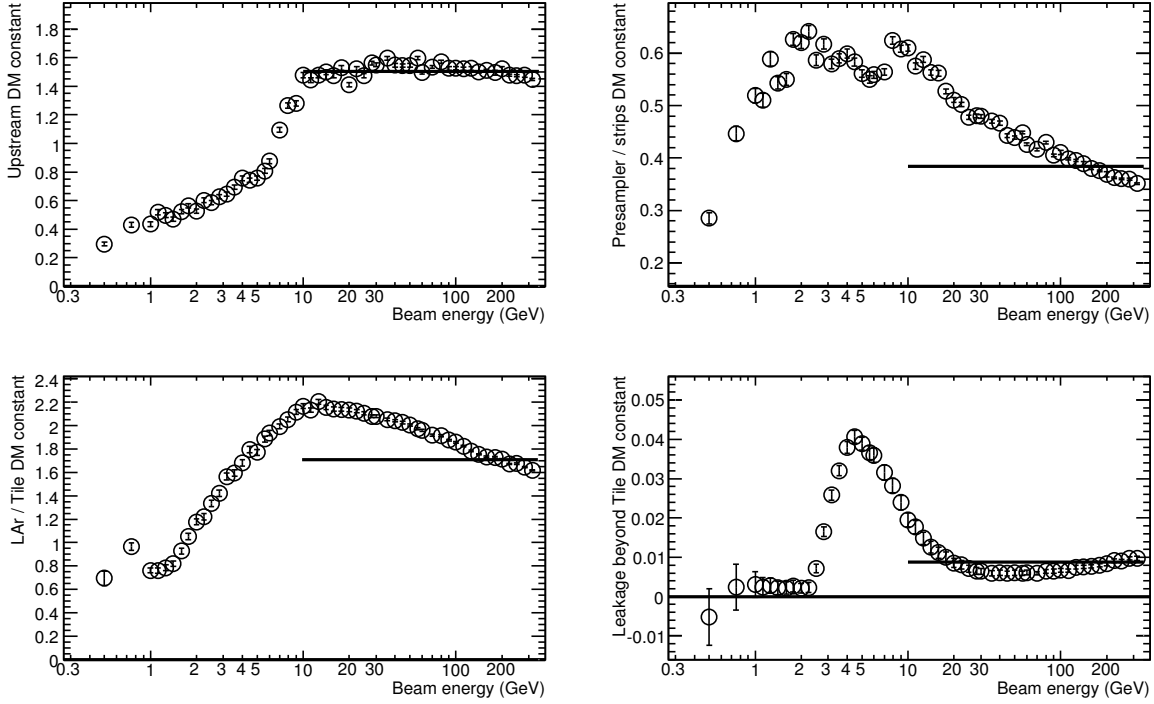 Upstream DM constant
1.8
1.6
1.4
1.2
1
0.8
0.6
0.4
0.2
0
0.3 1 2 3 4 5 10 20 30 100 200
Beam energy (GeV)
Presampler / strips DM constant
0.6
0.5
0.4
0.3
0.2
0.3 1 2 3 4 5 10 20 30 100 200
Beam energy (GeV)
LAr / Tile DM constant
2.4
2.2
2
1.8
1.6
1.4
1.2
1
0.8
0.6
0.4
0.2
0
0.3 1 2 3 4 5 10 20 30 100 200
Beam energy (GeV)
Leakage beyond Tile DM constant
0.05
0.04
0.03
0.02
0.01
0
-0.01
0.3 1 2 3 4 5 10 20 30 100 200
Beam energy (GeV)